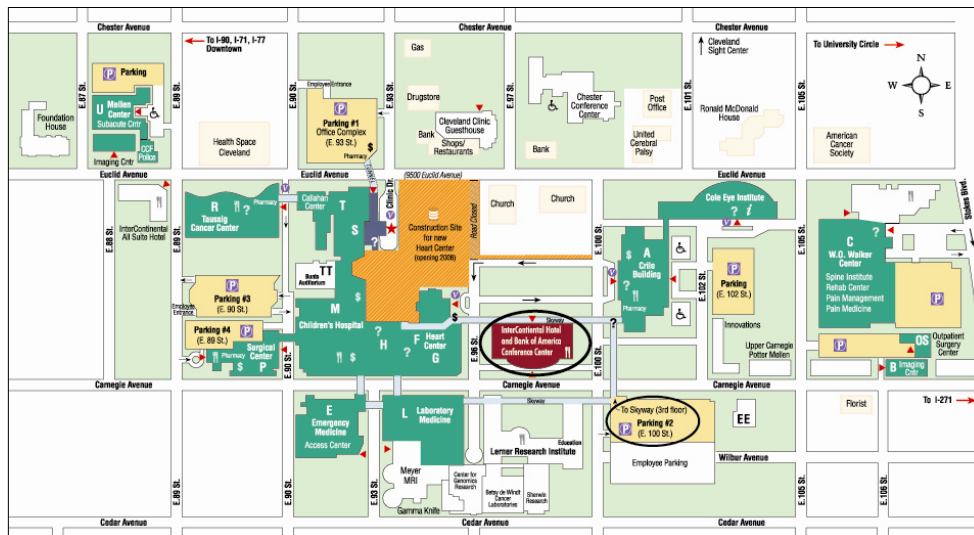 Chester Avenue
Chester Avenue
To I-90, I-71, I-77
Downtown
Gas
Cleveland
Sight Center
To University Circle
N
W E
S
E. 87 St.
E. 89 St.
E. 90 St.
E. 93 St.
E. 97 St.
E. 101 St.
E. 105 St.
P Parking
U Mellen
Center
Subacute Cntr
CCF
Police
Imaging Cntr
Foundation
House
Health Space
Cleveland
Employee Entrance
P
Parking #1
Office Complex
(E. 93 St.)
Pharmacy $
Drugstore
Bank
Cleveland Clinic
Guesthouse
Shops/
Restaurants
Chester
Conference
Center
Bank
Post
Office
United
Cerebral
Palsy
Ronald McDonald
House
American
Cancer
Society
Euclid Avenue
Euclid Avenue
(9500 Euclid Avenue)
Euclid Avenue
Euclid Avenue
Stokes Blvd.
InterContinental
All Suite Hotel
E. 86 St.
E. 89 St.
R
Taussig
Cancer Center
Pharmacy
?
V
Callahan
Center
T
S
?
Clinic Dr.
V
Construction Site
for new
Heart Center
(opening 2008)
Road Closed
Church
Church
Cole Eye Institute
? i
V
E. 100 St.
A
Crile
Building
?
Pharmacy
V
E. 102 St.
P
Parking
(E. 102 St.)
Innovations
Upper Carnegie
Potter Mellen
E. 105 St.
C
W.O. Walker
Center
Spine Institute
Rehab Center
Pain Management
Pain Medicine
P
P
OS
Outpatient
Surgery
Center
B Imaging
Cntr
TT
Bunts
Auditorium
P
Parking #3
(E. 90 St.)
Employee
Entrance
Parking #4 P
(E. 89 St.)
Pharmacy
Surgical
Center
$ P
E. 90 St.
M
Children's Hospital
$
H
?
F
?
Heart
Center
G
V
$
E. 96 St.
Skyway
InterContinental Hotel
and Bank of America
Conference Center
?
E. 100 St.
Carnegie Avenue
Carnegie Avenue
Carnegie Avenue
Carnegie Avenue
E
Emergency
Medicine
Access Center
L Laboratory
Medicine
Skyway
To Skyway (3rd floor)
P Parking #2
(E. 100 St.)
EE
Florist
To I-271
Education
Lerner Research Institute
Employee Parking
Wilbur Avenue
Meyer
MRI
Gamma Knife
Center for
Genomics
Research
Betsy de Windt
Cancer
Laboratories
Sherwin
Research
E. 89 St.
E. 90 St.
E. 93 St.
E. 100 St.
E. 105 St.
E. 106 St.
Cedar Avenue
Cedar Avenue
Cedar Avenue